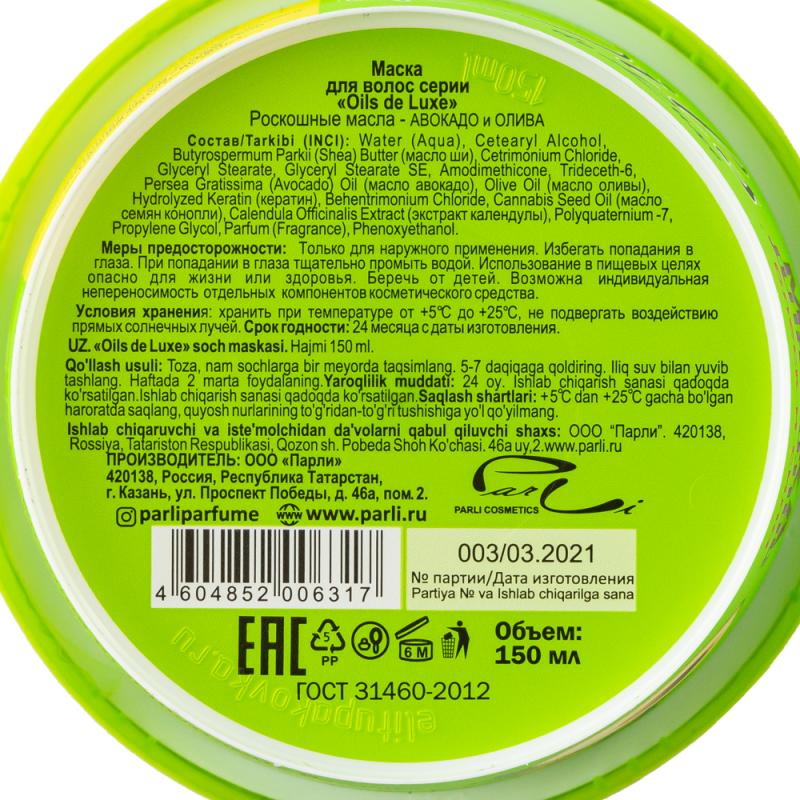 Маска
для волос серии
«Oils de Luxe»
Роскошные масла - АВОКАДО и ОЛИВА
Состав/Tarkibi (INCI): Water (Aqua), Cetearyl Alcohol,
Butyrospermum Parkii (Shea) Butter (масло ши), Cetrimonium Chloride,
Glyceryl Stearate, Glyceryl Stearate SE, Amodimethicone, Trideceth-6,
Persea Gratissima (Avocado) Oil (масло авокадо), Olive Oil (масло оливы),
Hydrolyzed Keratin (кератин), Behentrimonium Chloride, Cannabis Seed Oil (масло
семян конопли), Calendula Officinalis Extract (экстракт календулы), Polyquaternium -7,
Propylene Glycol, Parfum (Fragrance), Phenoxyethanol.
Меры предосторожности: Только для наружного применения. Избегать попадания в
глаза. При попадании в глаза тщательно промыть водой. Использование в пищевых целях
опасно для жизни или здоровья. Беречь от детей. Возможна индивидуальная
непереносимость отдельных компонентов косметического средства.
Условия хранения: хранить при температуре от +5°C до +25°C, не подвергать воздействию
прямых солнечных лучей. Срок годности: 24 месяца с даты изготовления.
UZ. «Oils de Luxe» soch maskasi. Hajmi 150 ml.
Qo'llash usuli: Toza, nam sochlarga bir meyorda taqsimlang. 5-7 daqiqaga qoldiring. Iliq suv bilan yuvib
tashlang. Haftada 2 marta foydalaning.Yaroqlilik muddati: 24 oy. Ishlab chiqarish sanasi qadoqda
ko'rsatilgan.Ishlab chiqarish sanasi qadoqda ko'rsatilgan.Saqlash shartlari: +5°C dan +25°C gacha bo'lgan
haroratda saqlang, quyosh nurlarining to'g'ridan-to'g'ri tushishiga yo'l qo'yilmang.
Ishlab chiqaruvchi va iste'molchidan da'volarni qabul qiluvchi shaxs: ООО “Парли”. 420138,
Rossiya, Tatariston Respublikasi, Qozon sh. Pobeda Shoh Ko'chasi. 46a uy,2.www.parli.ru
ПРОИЗВОДИТЕЛЬ: ООО «Парли»
420138, Россия, Республика Татарстан,
г. Казань, ул. Проспект Победы, д. 46а, пом. 2.
ParLi
PARLI COSMETICS
parliparfume www www.parli.ru
4 604852 006317
003/03.2021
№ партии/Дата изготовления
Partiya № va Ishlab chiqarilga sana
EAC
5
PP
6 M
Объем:
150 мл
ГОСТ 31460-2012
150ml
elitupakovka.ru